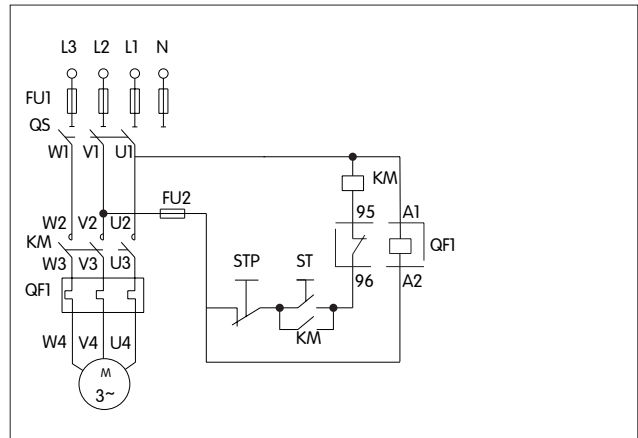 L3 L2 L1 N
FU1
QS
W1 V1 U1
KM
FU2
W2 V2 U2
95 A1
KM
QF1
W3 V3 U3
STP ST
96 A2
QF1
KM
W4 V4 U4
M
3~